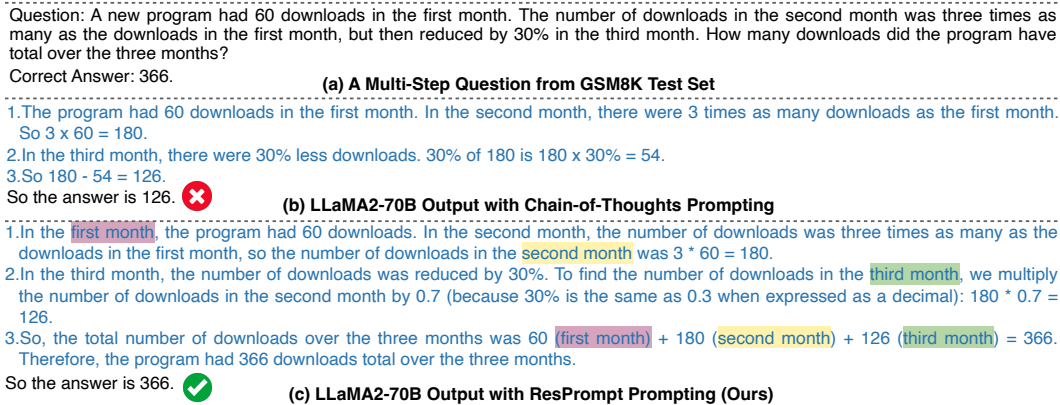 Question: A new program had 60 downloads in the first month. The number of downloads in the second month was three times as
many as the downloads in the first month, but then reduced by 30% in the third month. How many downloads did the program have
total over the three months?
Correct Answer: 366.
(a) A Multi-Step Question from GSM8K Test Set
1.The program had 60 downloads in the first month. In the second month, there were 3 times as many downloads as the first month.
So 3 x 60 = 180.
2.In the third month, there were 30% less downloads. 30% of 180 is 180 x 30% = 54.
3.So 180 - 54 = 126.
So the answer is 126.
(b) LLaMA2-70B Output with Chain-of-Thoughts Prompting
1.In the first month, the program had 60 downloads. In the second month, the number of downloads was three times as many as the
downloads in the first month, so the number of downloads in the second month was 3 * 60 = 180.
2.In the third month, the number of downloads was reduced by 30%. To find the number of downloads in the third month, we multiply
the number of downloads in the second month by 0.7 (because 30% is the same as 0.3 when expressed as a decimal): 180 * 0.7 =
126.
3.So, the total number of downloads over the three months was 60 (first month) + 180 (second month) + 126 (third month) = 366.
Therefore, the program had 366 downloads total over the three months.
So the answer is 366.
(c) LLaMA2-70B Output with ResPrompt Prompting (Ours)